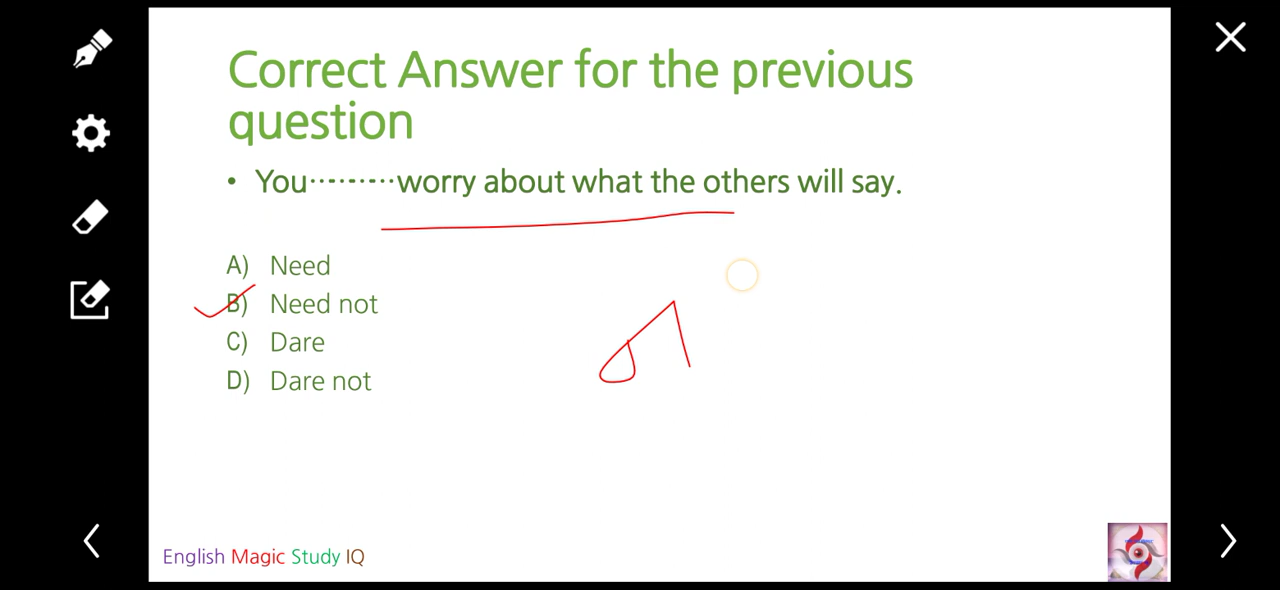 Correct Answer for the previous
question
• You··········worry about what the others will say.
A) Need
B) Need not
C) Dare
D) Dare not
English Magic Study IQ